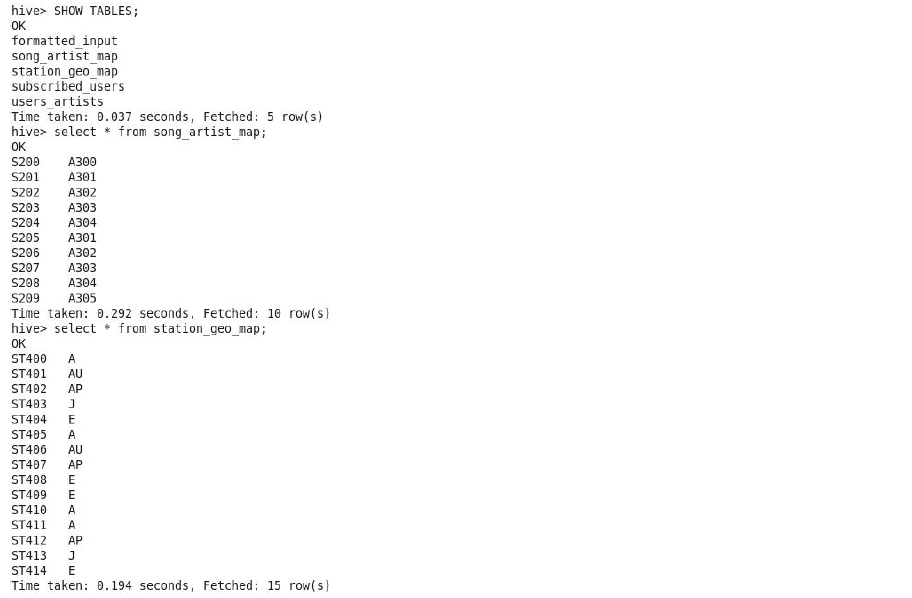 hive> SHOW TABLES;
OK
formatted_input
song_artist_map
station_geo_map
subscribed_users
users_artists
Time taken: 0.037 seconds, Fetched: 5 row(s)
hive> select * from song_artist_map;
OK
S200    A300
S201    A301
S202    A302
S203    A303
S204    A304
S205    A301
S206    A302
S207    A303
S208    A304
S209    A305
Time taken: 0.292 seconds, Fetched: 10 row(s)
hive> select * from station_geo_map;
OK
ST400   A
ST401   AU
ST402   AP
ST403   J
ST404   E
ST405   A
ST406   AU
ST407   AP
ST408   E
ST409   E
ST410   A
ST411   A
ST412   AP
ST413   J
ST414   E
Time taken: 0.194 seconds, Fetched: 15 row(s)